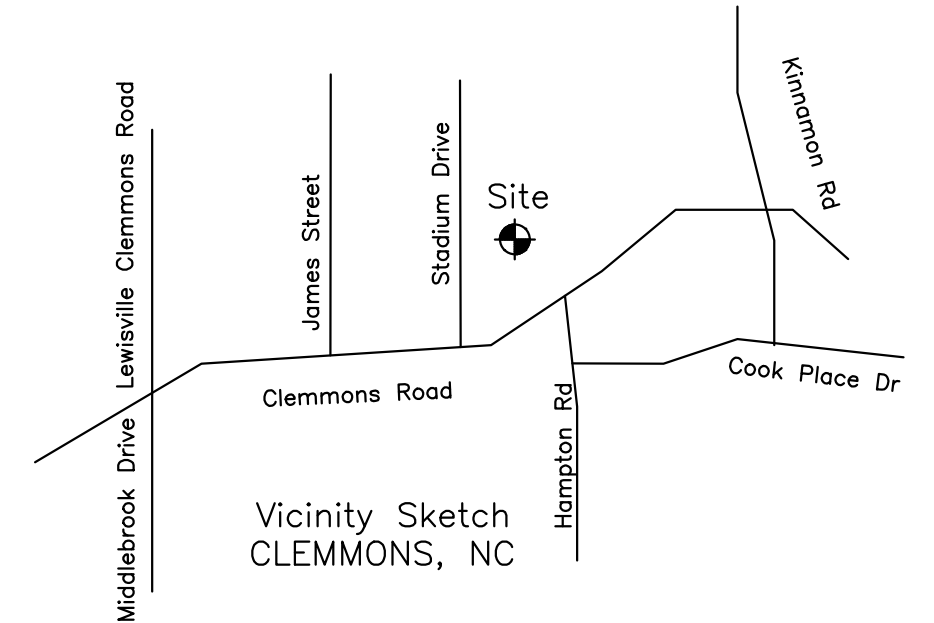 Lewisville Clemmons Road
Kinnamon Rd
Stadium Drive
James Street
Site
Clemmons Road
Cook Place Dr
Middlebrook Drive
Hampton Rd
Vicinity Sketch
CLEMMONS, NC